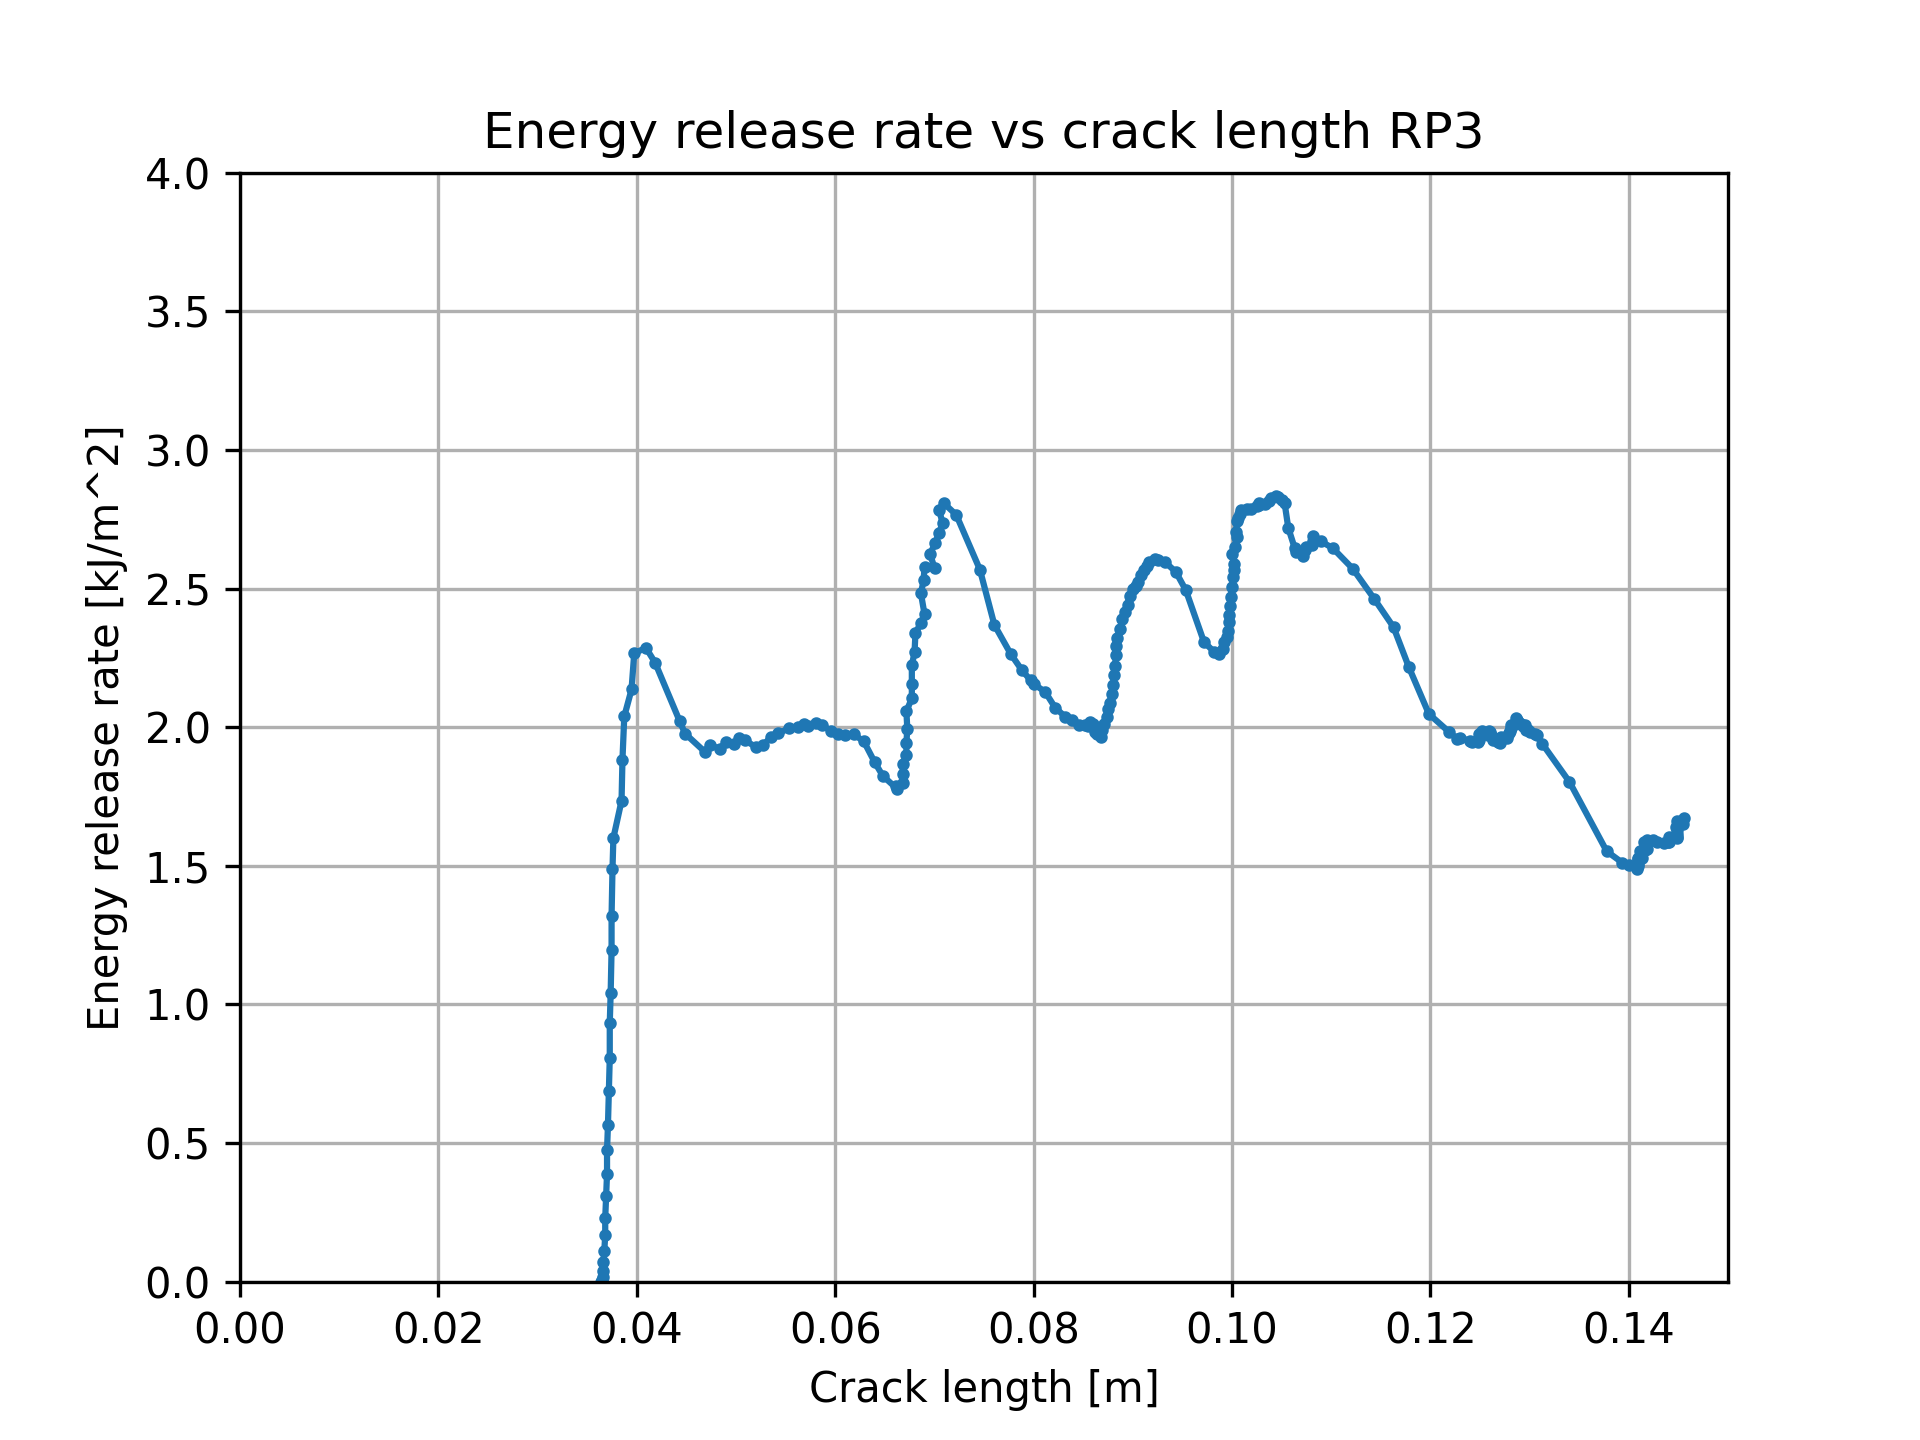 Energy release rate vs crack length RP3
4.0
3.5
3.0
2.5
2.0
1.5
1.0
0.5
0.0
Energy release rate [kJ/m^2]
0.00 0.02 0.04 0.06 0.08 0.10 0.12 0.14
Crack length [m]